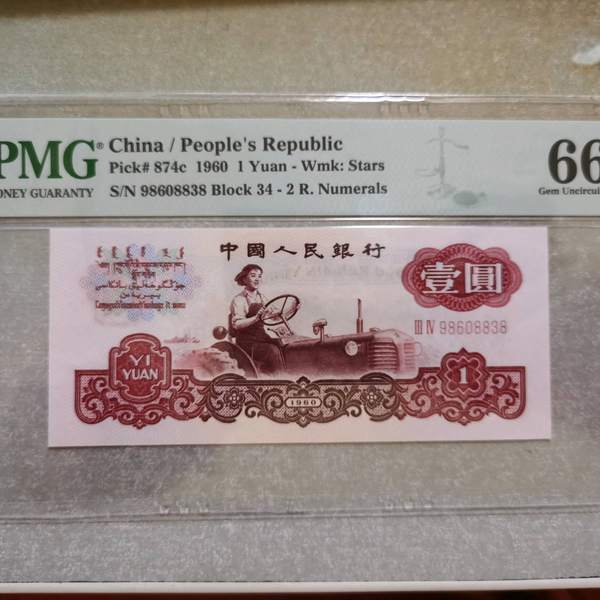 PMG® China / People's Republic 66
Pick# 874c 1960 1 Yuan - Wmk: Stars
ONEY GUARANTY S/N 98608838 Block 34 - 2 R. Numerals Gem Uncircul
中國人民銀行
壹圓
III IV 98608838
YI
YUAN
1
1960